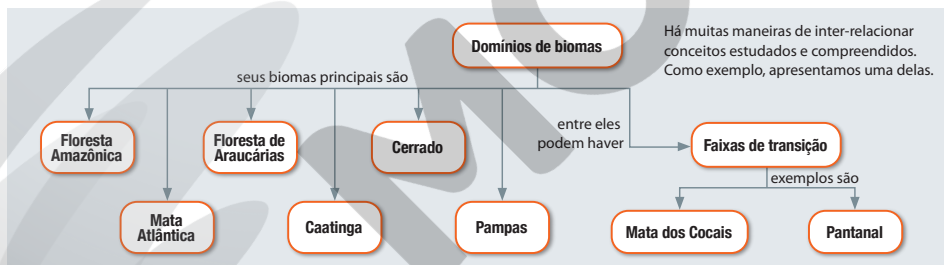 Domínios de biomas
Há muitas maneiras de inter-relacionar
conceitos estudados e compreendidos.
Como exemplo, apresentamos uma delas.
seus biomas principais são
Floresta
Amazônica
Floresta de
Araucárias
Cerrado
entre eles
podem haver
Faixas de transição
exemplos são
Mata
Atlântica
Caatinga
Pampas
Mata dos Cocais
Pantanal